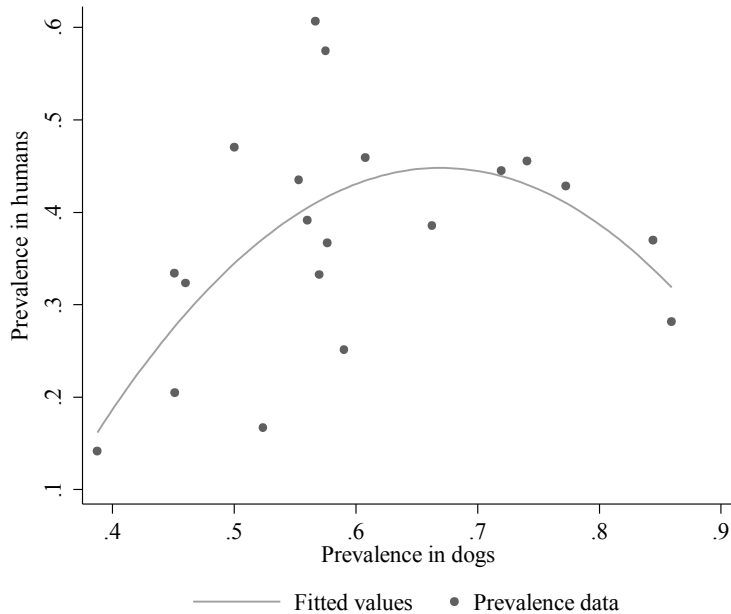 Prevalence in humans
.6
.5
.4
.3
.2
.1
.4 .5 .6 .7 .8 .9
Prevalence in dogs
Fitted values Prevalence data